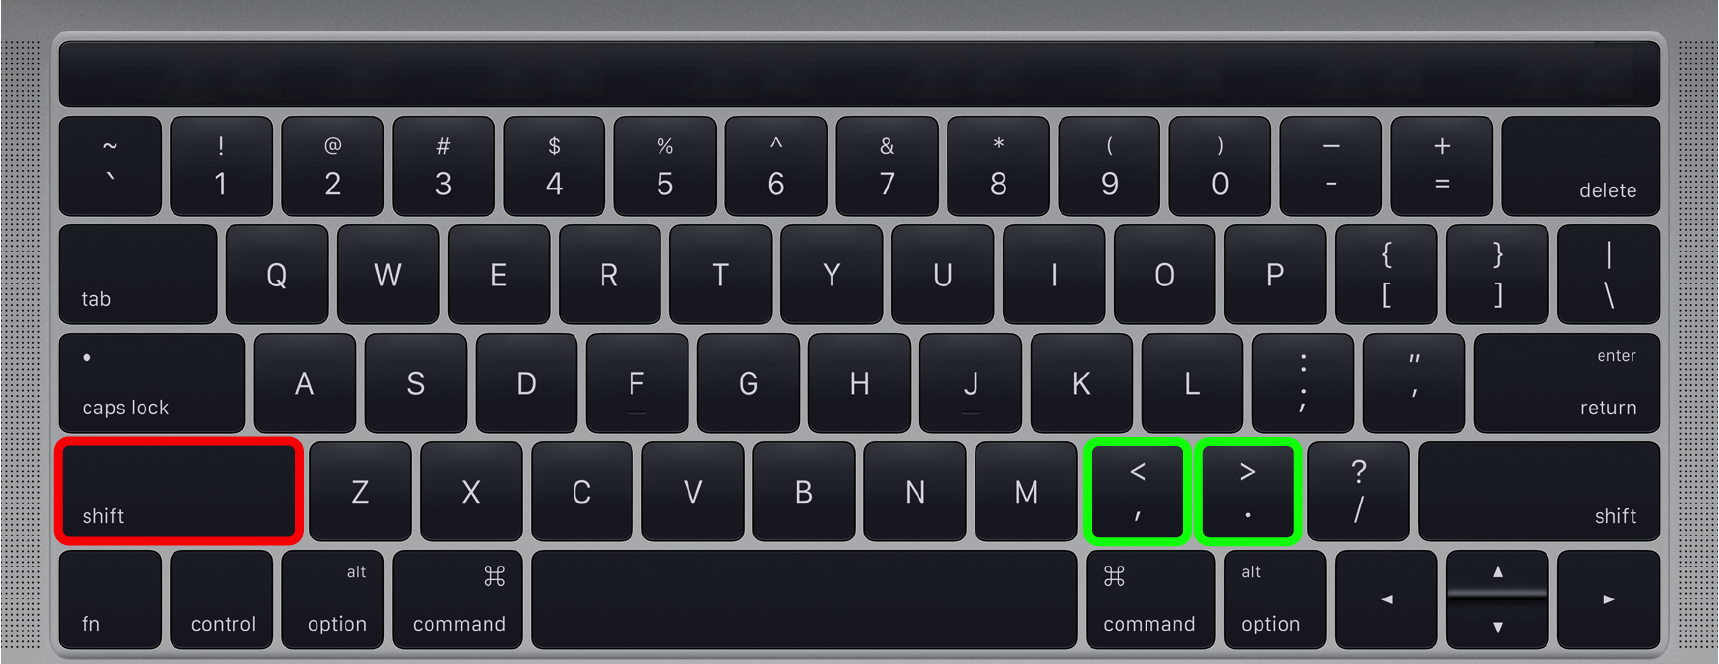 ~ ! @ # $ % ^ & * ( ) — +
` 1 2 3 4 5 6 7 8 9 0 - = delete
tab Q W E R T Y U I O P { [ } ] | \
• caps lock A S D F G H J K L : ; " ' enter return
shift Z X C V B N M < , > . ? / shift
fn control alt option ⌘ command ⌘ command alt option ◄ ▲ ▼ ►